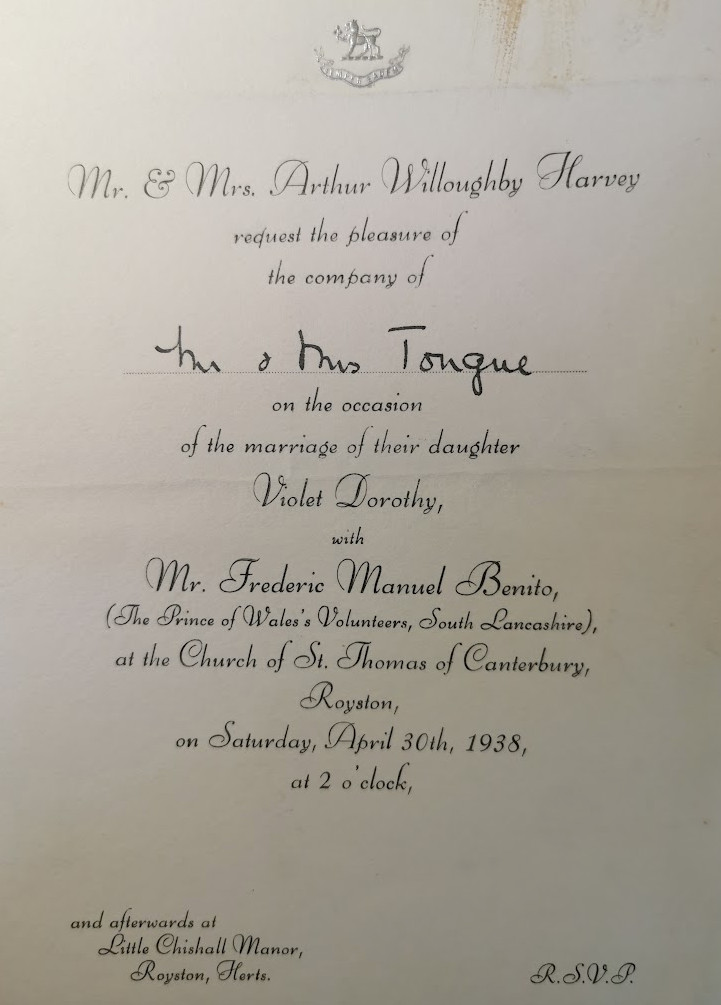 Mr. & Mrs. Arthur Willoughby Harvey
request the pleasure of
the company of
Mr & Mrs Tongue
on the occasion
of the marriage of their daughter
Violet Dorothy,
with
Mr. Frederic Manuel Benito,
(The Prince of Wales's Volunteers, South Lancashire),
at the Church of St. Thomas of Canterbury,
Royston,
on Saturday, April 30th, 1938,
at 2 o'clock,
and afterwards at
Little Chishall Manor,
Royston, Herts.
R.S.V.P.